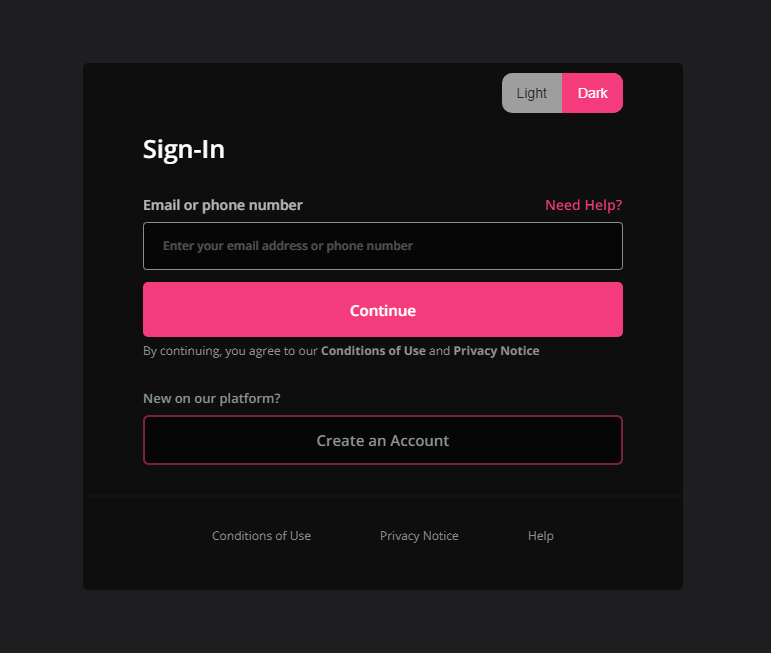 Light Dark
Sign-In
Email or phone number Need Help?
Enter your email address or phone number
Continue
By continuing, you agree to our Conditions of Use and Privacy Notice
New on our platform?
Create an Account
Conditions of Use Privacy Notice Help